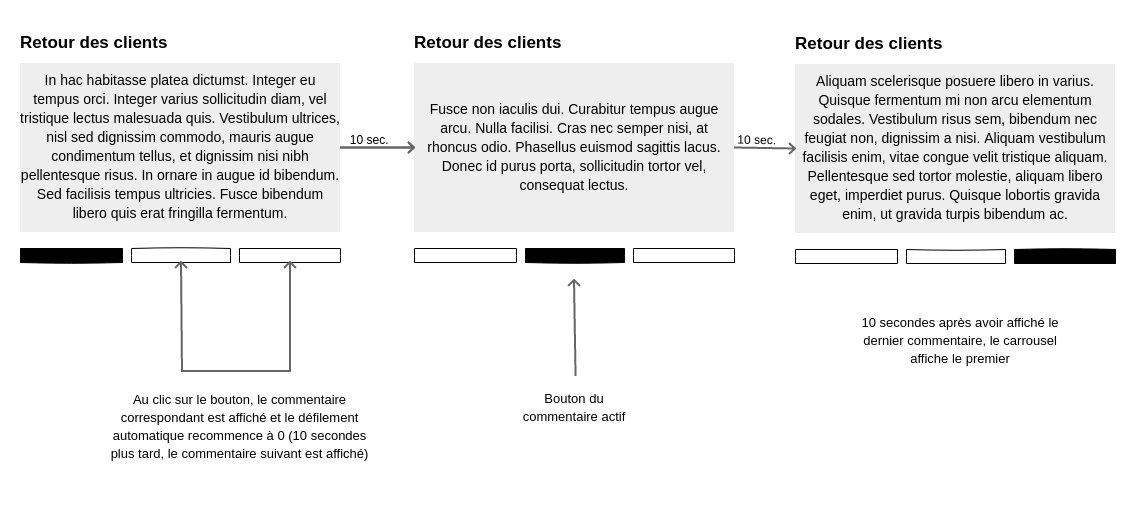 Retour des clients
In hac habitasse platea dictumst. Integer eu
tempus orci. Integer varius sollicitudin diam, vel
tristique lectus malesuada quis. Vestibulum ultrices,
nisl sed dignissim commodo, mauris augue
condimentum tellus, et dignissim nisi nibh
pellentesque risus. In ornare in augue id bibendum.
Sed facilisis tempus ultricies. Fusce bibendum
libero quis erat fringilla fermentum.
10 sec.
Retour des clients
Fusce non iaculis dui. Curabitur tempus augue
arcu. Nulla facilisi. Cras nec semper nisi, at
rhoncus odio. Phasellus euismod sagittis lacus.
Donec id purus porta, sollicitudin tortor vel,
consequat lectus.
10 sec.
Retour des clients
Aliquam scelerisque posuere libero in varius.
Quisque fermentum mi non arcu elementum
sodales. Vestibulum risus sem, bibendum nec
feugiat non, dignissim a nisi. Aliquam vestibulum
facilisis enim, vitae congue velit tristique aliquam.
Pellentesque sed tortor molestie, aliquam libero
eget, imperdiet purus. Quisque lobortis gravida
enim, ut gravida turpis bibendum ac.
Au clic sur le bouton, le commentaire
correspondant est affiché et le défilement
automatique recommence à 0 (10 secondes
plus tard, le commentaire suivant est affiché)
Bouton du
commentaire actif
10 secondes après avoir affiché le
dernier commentaire, le carrousel
affiche le premier